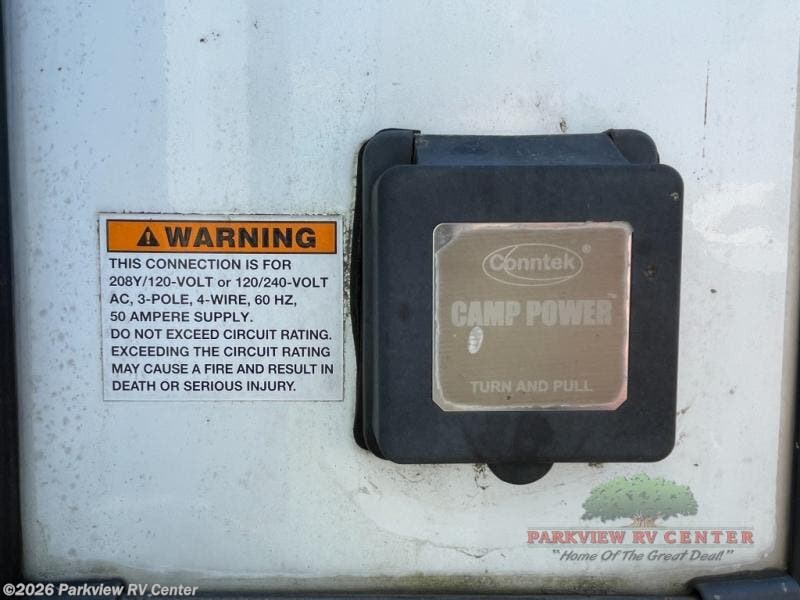 WARNING
THIS CONNECTION IS FOR
208Y/120-VOLT or 120/240-VOLT
AC, 3-POLE, 4-WIRE, 60 HZ,
50 AMPERE SUPPLY.
DO NOT EXCEED CIRCUIT RATING.
EXCEEDING THE CIRCUIT RATING
MAY CAUSE A FIRE AND RESULT IN
DEATH OR SERIOUS INJURY.
Conntek®
CAMP POWER™
TURN AND PULL
PARKVIEW RV CENTER
"Home Of The Great Deal!"
©2026 Parkview RV Center